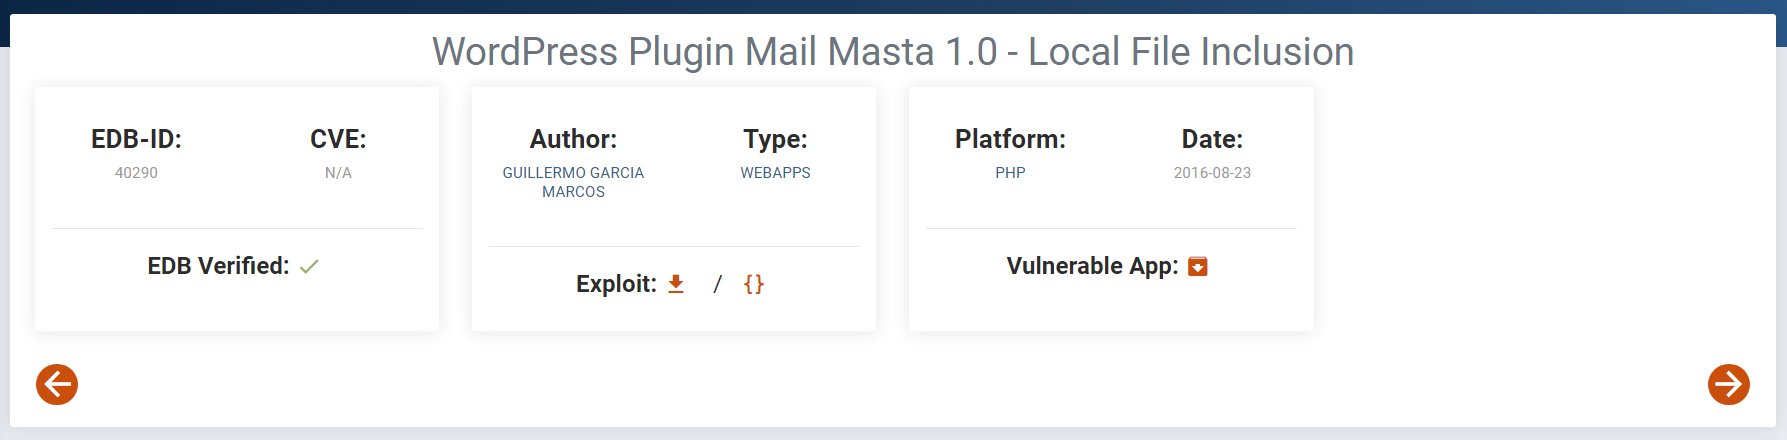 WordPress Plugin Mail Masta 1.0 - Local File Inclusion
EDB-ID:
40290
CVE:
N/A
EDB Verified:
Author:
GUILLERMO GARCIA
MARCOS
Type:
WEBAPPS
Exploit: / {}
Platform:
PHP
Date:
2016-08-23
Vulnerable App: